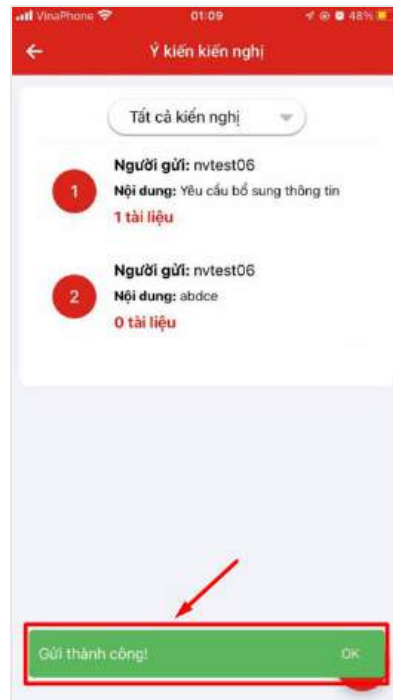 VinaPhone 01:09 48%
Ý kiến kiến nghị
Tất cả kiến nghị
Người gửi: nvtest06
1 Nội dung: Yêu cầu bổ sung thông tin
1 tài liệu
Người gửi: nvtest06
2 Nội dung: abdce
0 tài liệu
Gửi thành công! OK